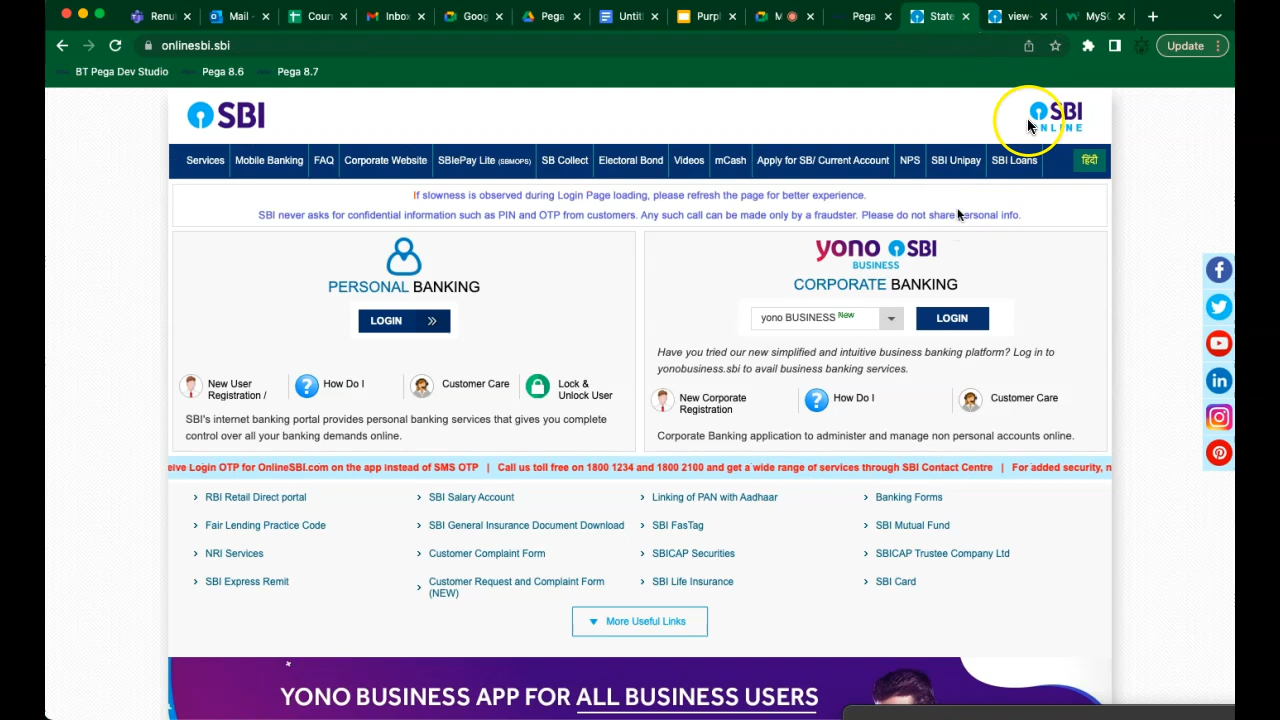 Renu
Mail -
Cour
Inbox
Goog
Pega
Untitl
Purpl
M
Pega
State
view-
MySC
onlinesbi.sbi
Update
BT Pega Dev Studio
Pega 8.6
Pega 8.7
SBI
SBI
NLINE
Services
Mobile Banking
FAQ
Corporate Website
SBIePay Lite (SBMOPS)
SB Collect
Electoral Bond
Videos
mCash
Apply for SB/ Current Account
NPS
SBI Unipay
SBI Loans
हिंदी
If slowness is observed during Login Page loading, please refresh the page for better experience.
SBI never asks for confidential information such as PIN and OTP from customers. Any such call can be made only by a fraudster. Please do not share personal info.
PERSONAL BANKING
LOGIN
New User
Registration /
How Do I
Customer Care
Lock &
Unlock User
SBI's internet banking portal provides personal banking services that gives you complete
control over all your banking demands online.
yono SBI
BUSINESS
CORPORATE BANKING
yono BUSINESS New
LOGIN
Have you tried our new simplified and intuitive business banking platform? Log in to
yonobusiness.sbi to avail business banking services.
New Corporate
Registration
How Do I
Customer Care
Corporate Banking application to administer and manage non personal accounts online.
eive Login OTP for OnlineSBI.com on the app instead of SMS OTP | Call us toll free on 1800 1234 and 1800 2100 and get a wide range of services through SBI Contact Centre | For added security, n
RBI Retail Direct portal
SBI Salary Account
Linking of PAN with Aadhaar
Banking Forms
Fair Lending Practice Code
SBI General Insurance Document Download
SBI FasTag
SBI Mutual Fund
NRI Services
Customer Complaint Form
SBICAP Securities
SBICAP Trustee Company Ltd
SBI Express Remit
Customer Request and Complaint Form
(NEW)
SBI Life Insurance
SBI Card
More Useful Links
YONO BUSINESS APP FOR ALL BUSINESS USERS